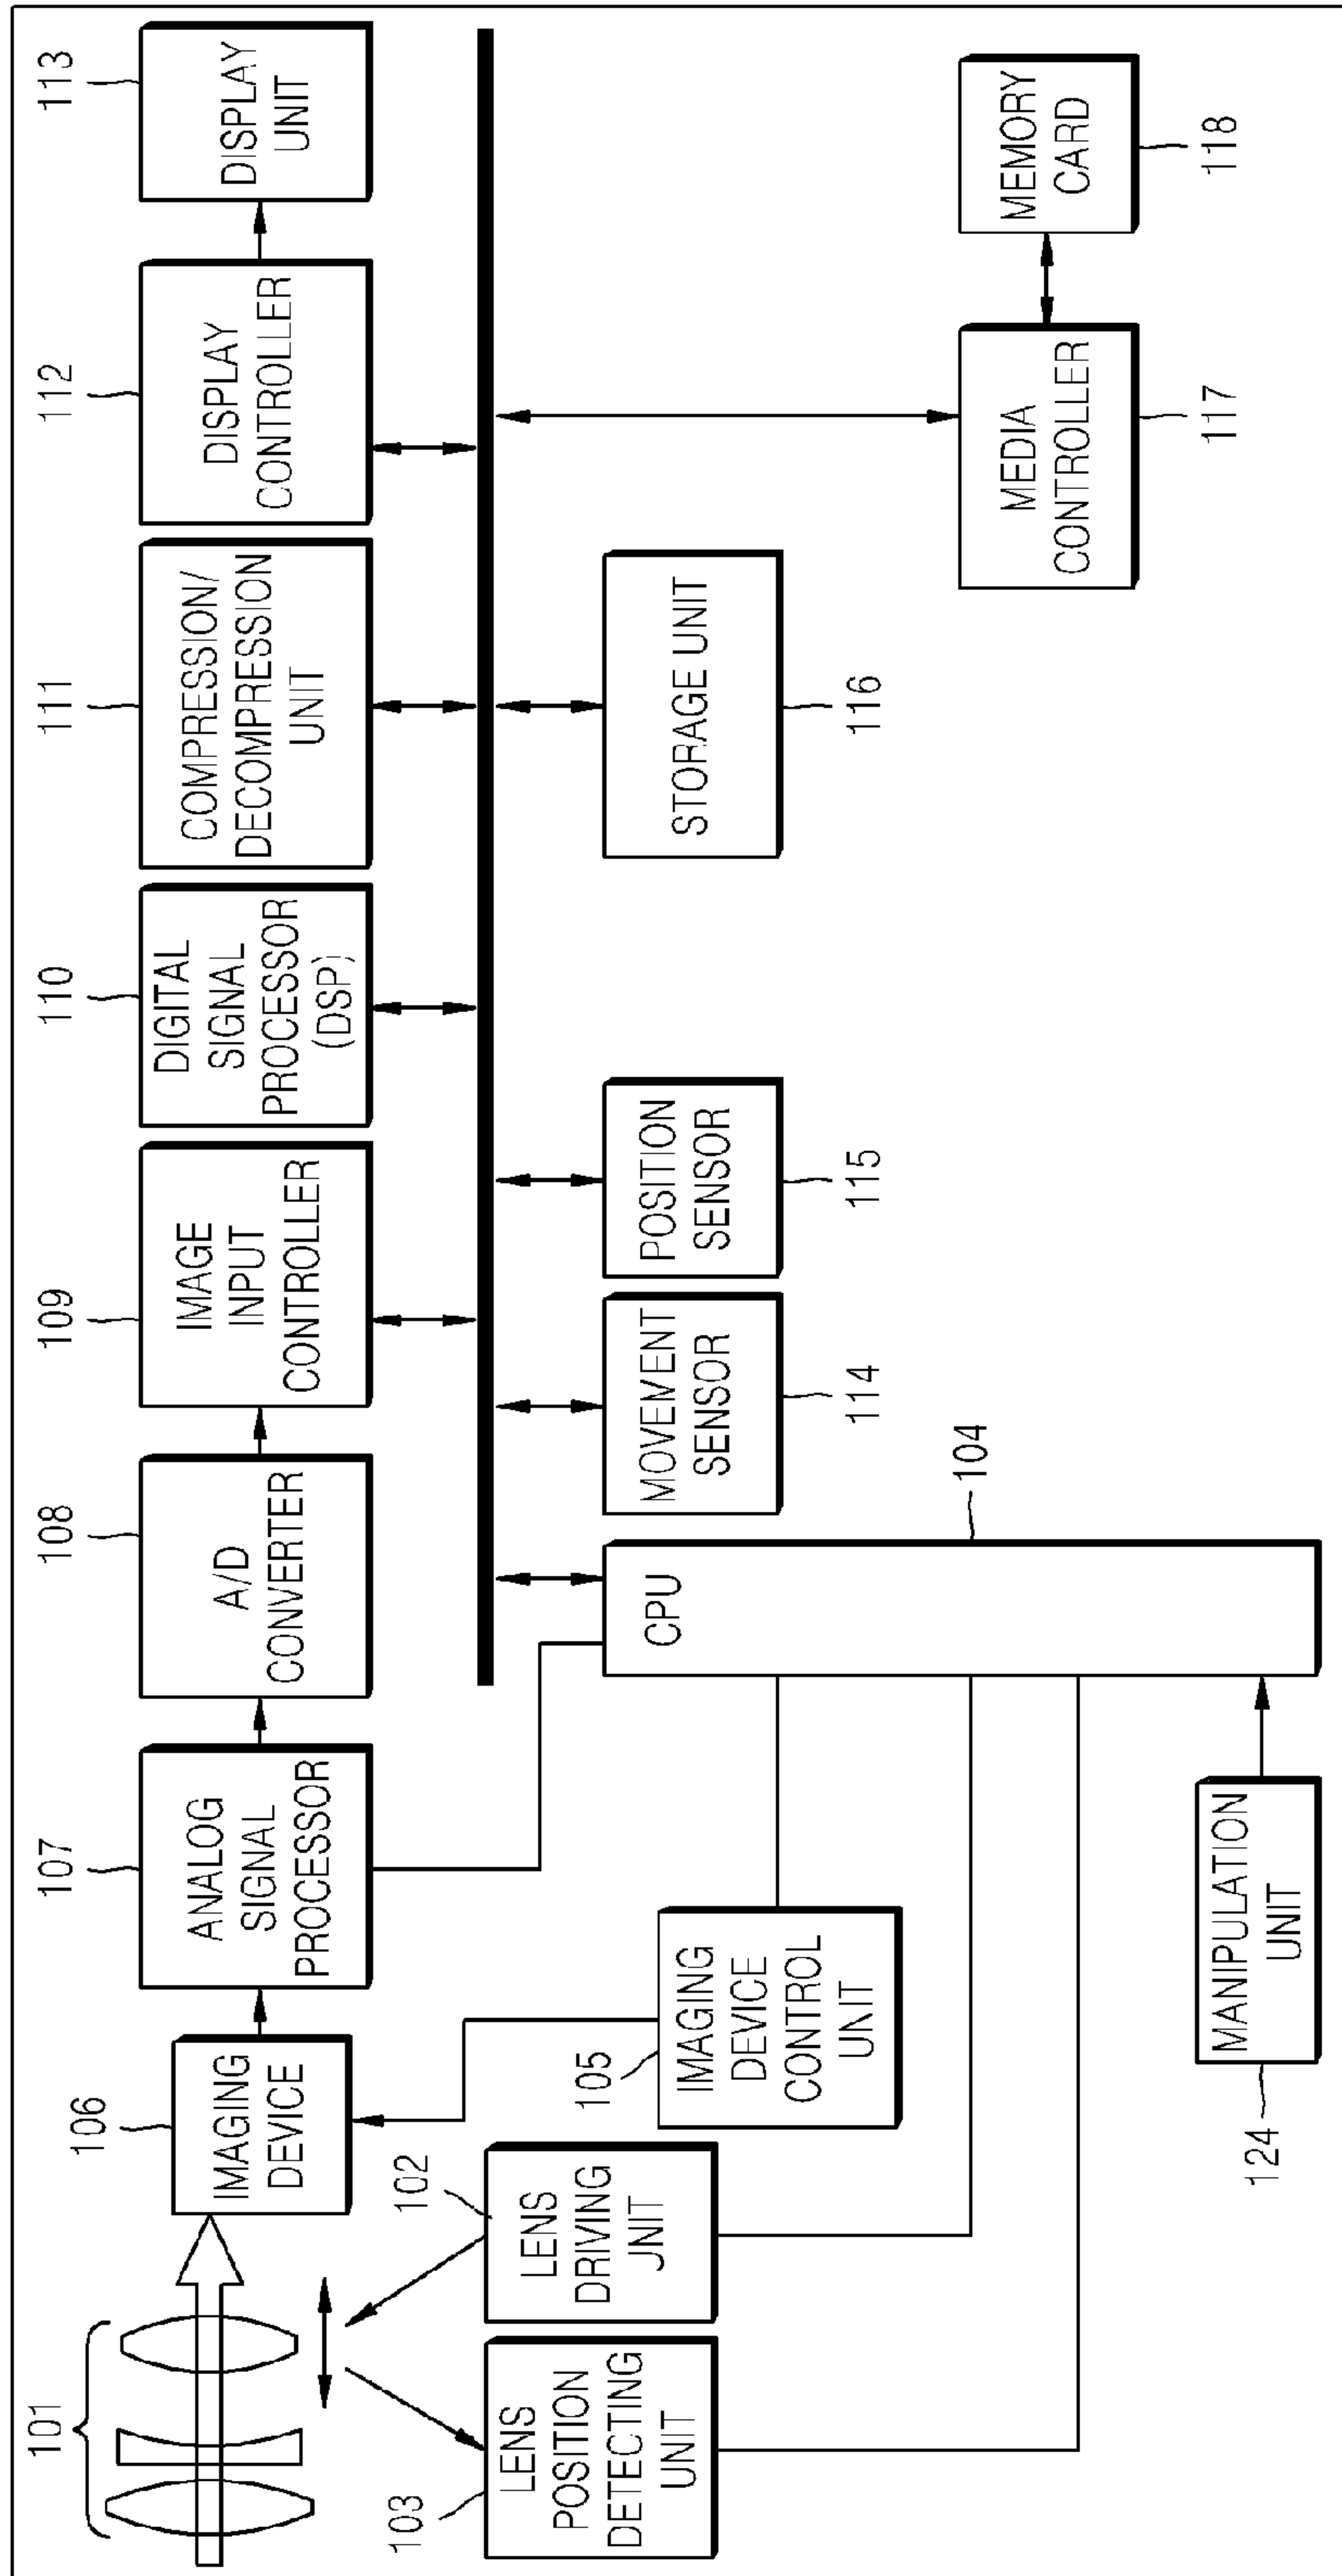 106
107
108
109
110
111
112
113
101
IMAGING
DEVICE
ANALOG
SIGNAL
PROCESSOR
A/D
CONVERTER
IMAGE
INPUT
CONTROLLER
DIGITAL
SIGNAL
PROCESSOR
(DSP)
COMPRESSION/
DECOMPRESSION
UNIT
DISPLAY
CONTROLLER
DISPLAY
UNIT
103
LENS
POSITION
DETECTING
UNIT
102
LENS
DRIVING
UNIT
105
IMAGING
DEVICE
CONTROL
UNIT
CPU
104
MOVEMENT
SENSOR
114
POSITION
SENSOR
115
STORAGE UNIT
116
MEDIA
CONTROLLER
117
MEMORY
CARD
118
124
MANIPULATION
UNIT